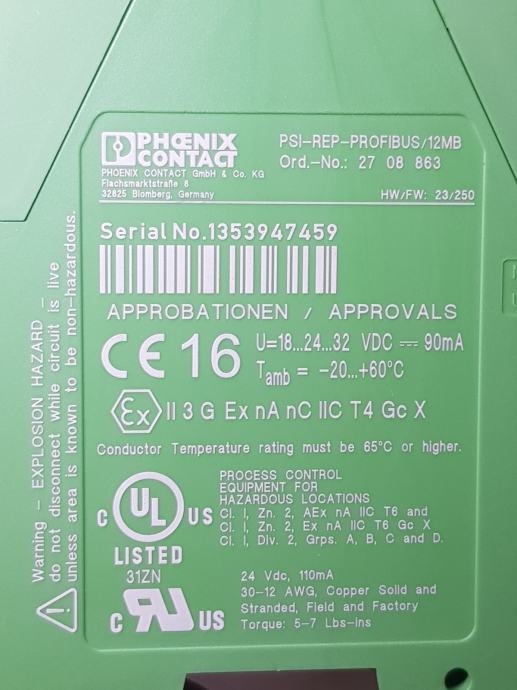 PHŒNIX
CONTACT
PHOENIX CONTACT GmbH & Co. KG
Flachsmarktstraße 8
32825 Blomberg, Germany
PSI-REP-PROFIBUS/12MB
Ord.-No.: 27 08 863
HW/FW: 23/250
Serial No.1353947459
APPROBATIONEN / APPROVALS
CE 16
U=18...24...32 VDC ⎓ 90mA
Tamb = -20...+60°C
Ex II 3 G Ex nA nC IIC T4 Gc X
Conductor Temperature rating must be 65°C or higher.
C UL US
LISTED
31ZN
PROCESS CONTROL
EQUIPMENT FOR
HAZARDOUS LOCATIONS
Cl. I, Zn. 2, AEx nA IIC T6 and
Cl. I, Zn. 2, Ex nA IIC T6 Gc X
Cl. I, Div. 2, Grps. A, B, C and D.
C RU US
24 Vdc, 110mA
30-12 AWG, Copper Solid and
Stranded, Field and Factory
Torque: 5-7 Lbs-ins
Warning - EXPLOSION HAZARD -
do not disconnect while circuit is live
unless area is known to be non-hazardous.